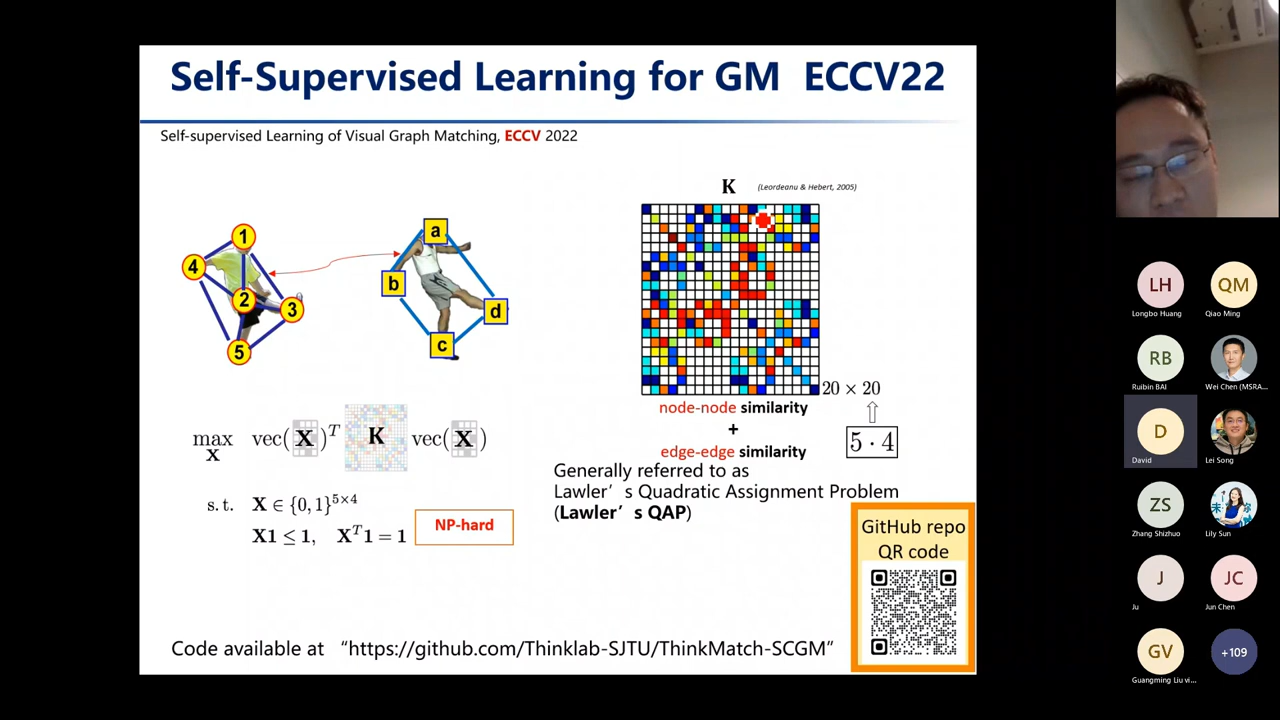 Self-Supervised Learning for GM ECCV22
Self-supervised Learning of Visual Graph Matching, ECCV 2022
K (Leordeanu & Hebert, 2005)
1
4
2
3
5
a
b
d
c
20 × 20
node-node similarity
+
edge-edge similarity
5 · 4
max vec(X)^T K vec(X)
X
s.t. X ∈ {0, 1}^{5×4}
X1 ≤ 1, X^T1 = 1
NP-hard
Generally referred to as
Lawler's Quadratic Assignment Problem
(Lawler's QAP)
GitHub repo
QR code
Code available at “https://github.com/Thinklab-SJTU/ThinkMatch-SCGM”
LH
Longbo Huang
QM
Qiao Ming
RB
Ruibin BAI
Wei Chen (MSRA...
D
David
Lei Song
ZS
Zhang Shizhuo
Lily Sun
J
Ju
JC
Jun Chen
GV
Guangming Liu vi...
+109